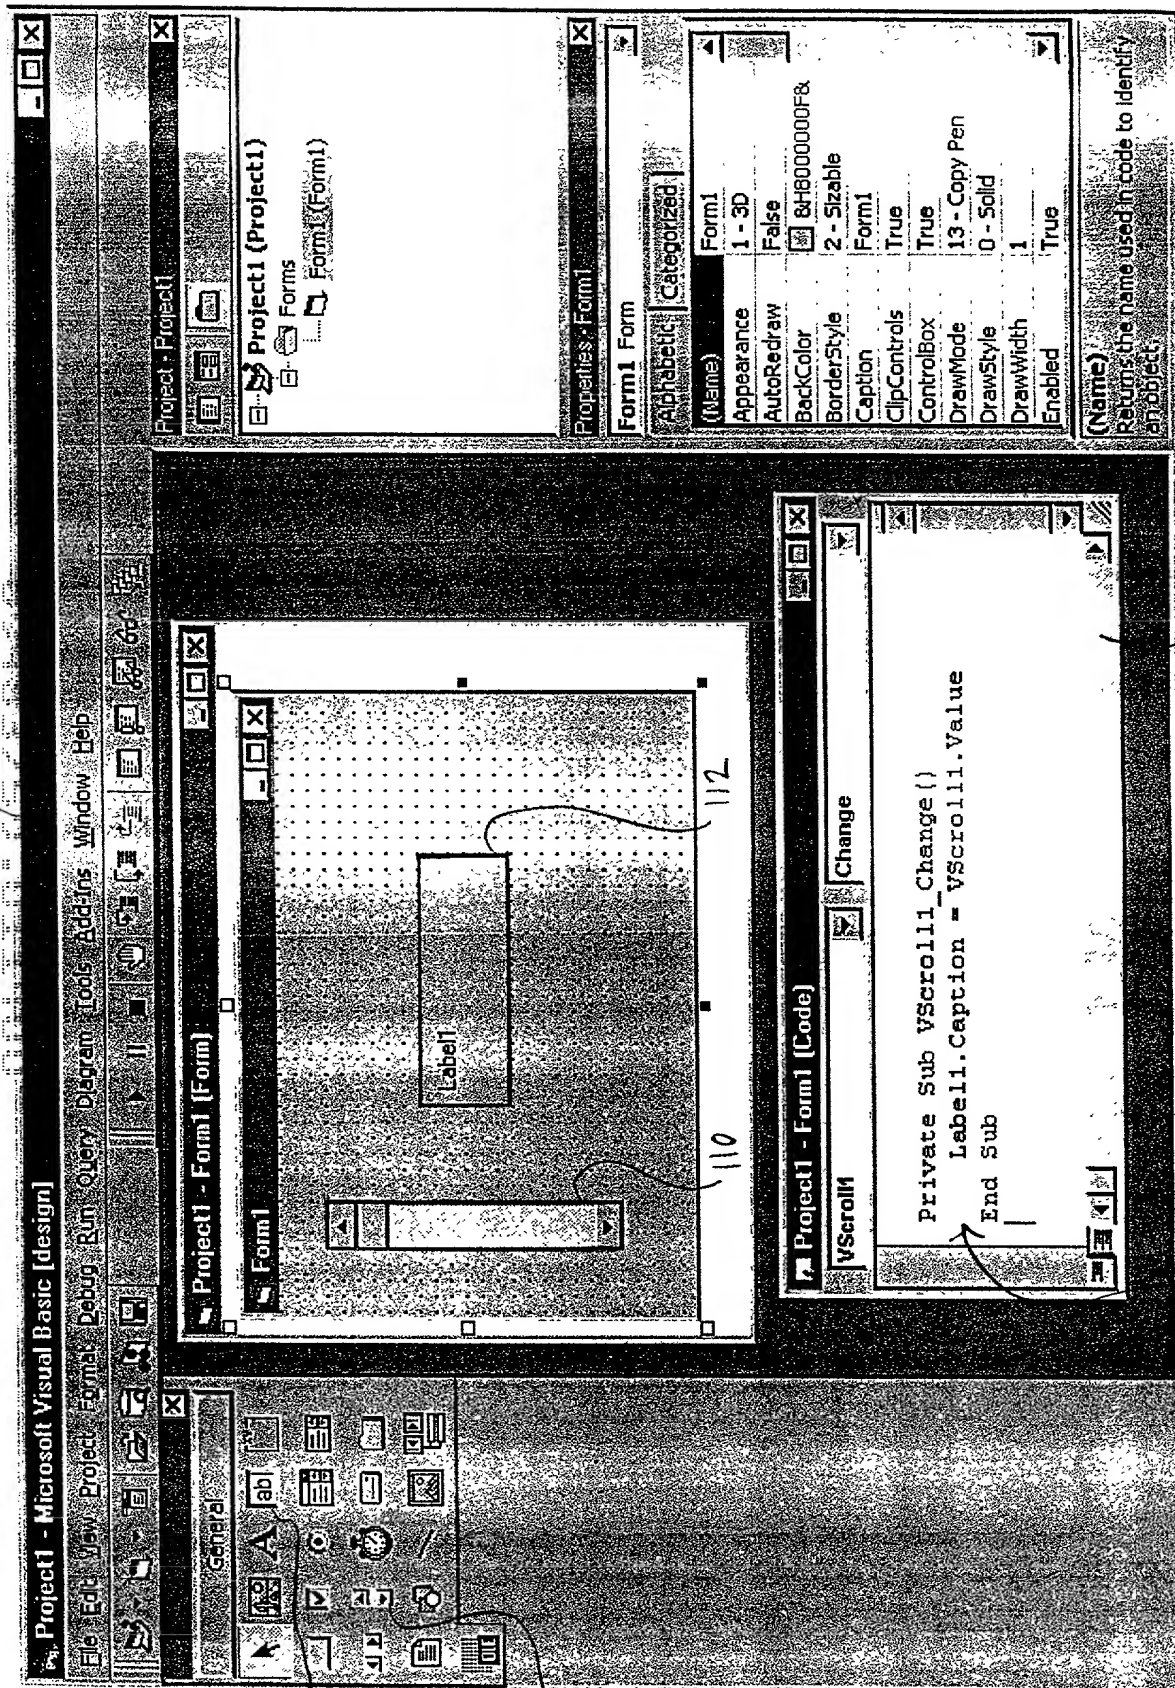 Project1 - Microsoft Visual Basic [design]
File Edit View Project Format Debug Run Query Diagram Tools Add-Ins Window Help
General
A
ab|
OLE
Project1 - Form1 (Form)
Form1
Label1
110
112
Project1 - Form1 (Code)
VScroll1
Change
Private Sub VScroll1_Change()
Label1.Caption = VScroll1.Value
End Sub
Project - Project1
Project1 (Project1)
Forms
Form1 (Form1)
Properties - Form1
Form1 Form
Alphabetic Categorized
(Name) Form1
Appearance 1 - 3D
AutoRedraw False
BackColor &H8000000F&
BorderStyle 2 - Sizable
Caption Form1
ClipControls True
ControlBox True
DrawMode 13 - Copy Pen
DrawStyle 0 - Solid
DrawWidth 1
Enabled True
(Name)
Returns the name used in code to identify
an object.